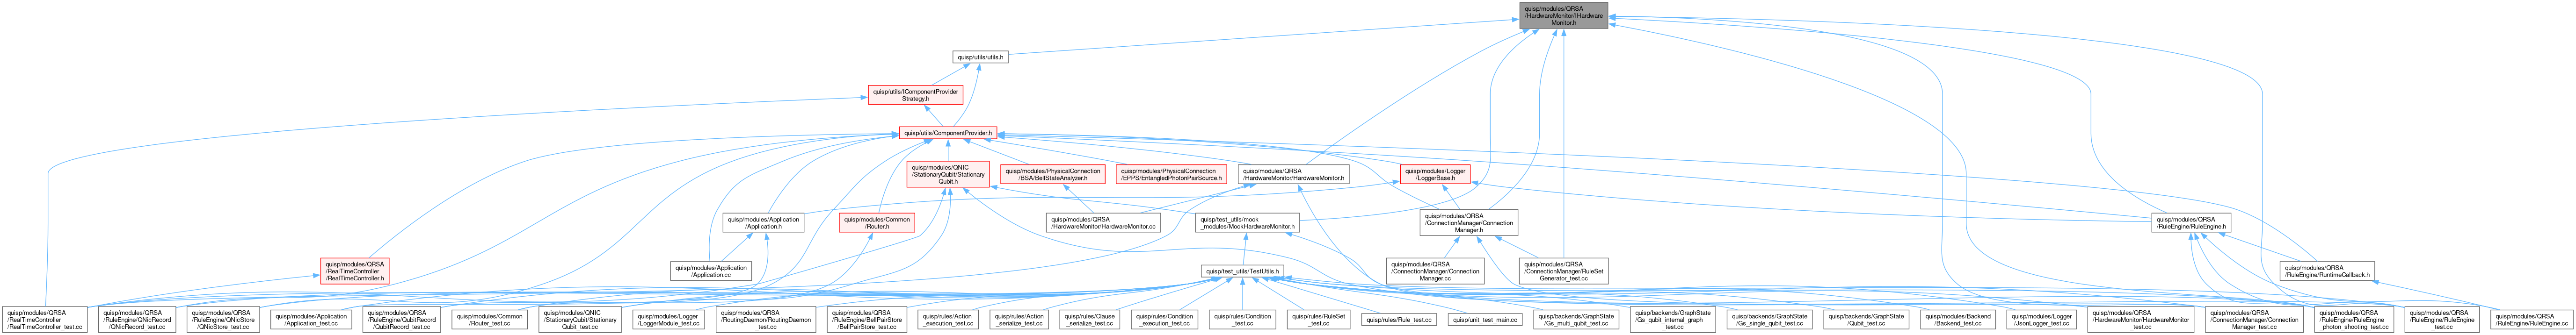 quisp/modules/QRSA
/HardwareMonitor/IHardware
Monitor.h
quisp/utils/utils.h
quisp/utils/IComponentProvider
Strategy.h
quisp/utils/ComponentProvider.h
quisp/modules/QNIC
/StationaryQubit/Stationary
Qubit.h
quisp/modules/PhysicalConnection
/BSA/BellStateAnalyzer.h
quisp/modules/PhysicalConnection
/EPPS/EntangledPhotonPairSource.h
quisp/modules/QRSA
/HardwareMonitor/HardwareMonitor.h
quisp/modules/Logger
/LoggerBase.h
quisp/modules/Application
/Application.h
quisp/modules/Common
/Router.h
quisp/modules/QRSA
/HardwareMonitor/HardwareMonitor.cc
quisp/test_utils/mock
_modules/MockHardwareMonitor.h
quisp/modules/QRSA
/ConnectionManager/Connection
Manager.h
quisp/modules/QRSA
/RuleEngine/RuleEngine.h
quisp/modules/QRSA
/RealTimeController
/RealTimeController.h
quisp/modules/Application
/Application.cc
quisp/test_utils/TestUtils.h
quisp/modules/QRSA
/ConnectionManager/Connection
Manager.cc
quisp/modules/QRSA
/ConnectionManager/RuleSet
Generator_test.cc
quisp/modules/QRSA
/RuleEngine/RuntimeCallback.h
quisp/modules/QRSA
/RealTimeController
/RealTimeController_test.cc
quisp/modules/QRSA
/RuleEngine/QNicRecord
/QNicRecord_test.cc
quisp/modules/QRSA
/RuleEngine/QNicStore
/QNicStore_test.cc
quisp/modules/Application
/Application_test.cc
quisp/modules/QRSA
/RuleEngine/QubitRecord
/QubitRecord_test.cc
quisp/modules/Common
/Router_test.cc
quisp/modules/QNIC
/StationaryQubit/Stationary
Qubit_test.cc
quisp/modules/Logger
/LoggerModule_test.cc
quisp/modules/QRSA
/RoutingDaemon/RoutingDaemon
_test.cc
quisp/modules/QRSA
/RuleEngine/BellPairStore
/BellPairStore_test.cc
quisp/rules/Action
_execution_test.cc
quisp/rules/Action
_serialize_test.cc
quisp/rules/Clause
_serialize_test.cc
quisp/rules/Condition
_execution_test.cc
quisp/rules/Condition
_test.cc
quisp/rules/RuleSet
_test.cc
quisp/rules/Rule_test.cc
quisp/unit_test_main.cc
quisp/backends/GraphState
/Gs_multi_qubit_test.cc
quisp/backends/GraphState
/Gs_qubit_internal_graph
_test.cc
quisp/backends/GraphState
/Gs_single_qubit_test.cc
quisp/backends/GraphState
/Qubit_test.cc
quisp/modules/Backend
/Backend_test.cc
quisp/modules/Logger
/JsonLogger_test.cc
quisp/modules/QRSA
/HardwareMonitor/HardwareMonitor
_test.cc
quisp/modules/QRSA
/ConnectionManager/Connection
Manager_test.cc
quisp/modules/QRSA
/RuleEngine/RuleEngine
_photon_shooting_test.cc
quisp/modules/QRSA
/RuleEngine/RuleEngine
_test.cc
quisp/modules/QRSA
/RuleEngine/RuleEngine.cc